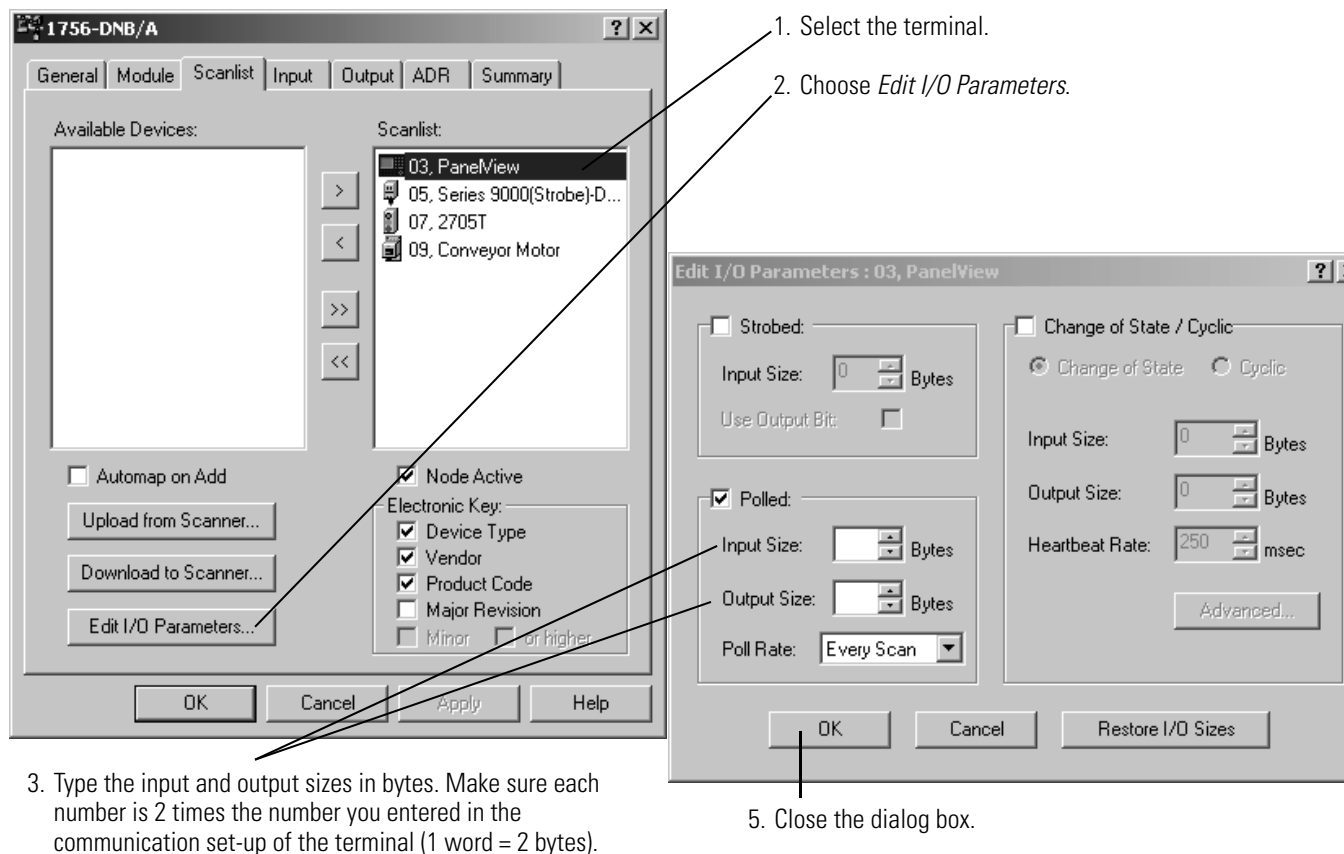 1756-DNB/A
General Module Scanlist Input Output ADR Summary
Available Devices:
Scanlist:
03, PanelView
05, Series 9000(Strobe)-D...
07, 2705T
09, Conveyor Motor
>
<
>>
<<
Automap on Add
Upload from Scanner...
Download to Scanner...
Edit I/O Parameters...
Node Active
Electronic Key:
Device Type
Vendor
Product Code
Major Revision
Minor or higher
OK Cancel Apply Help
1. Select the terminal.
2. Choose Edit I/O Parameters.
Edit I/O Parameters : 03, PanelView
Strobed:
Input Size: 0 Bytes
Use Output Bit:
Polled:
Input Size: Bytes
Output Size: Bytes
Poll Rate: Every Scan
Change of State / Cyclic
Change of State Cyclic
Input Size: 0 Bytes
Output Size: 0 Bytes
Heartbeat Rate: 250 msec
Advanced...
OK Cancel Restore I/O Sizes
3. Type the input and output sizes in bytes. Make sure each
number is 2 times the number you entered in the
communication set-up of the terminal (1 word = 2 bytes).
5. Close the dialog box.